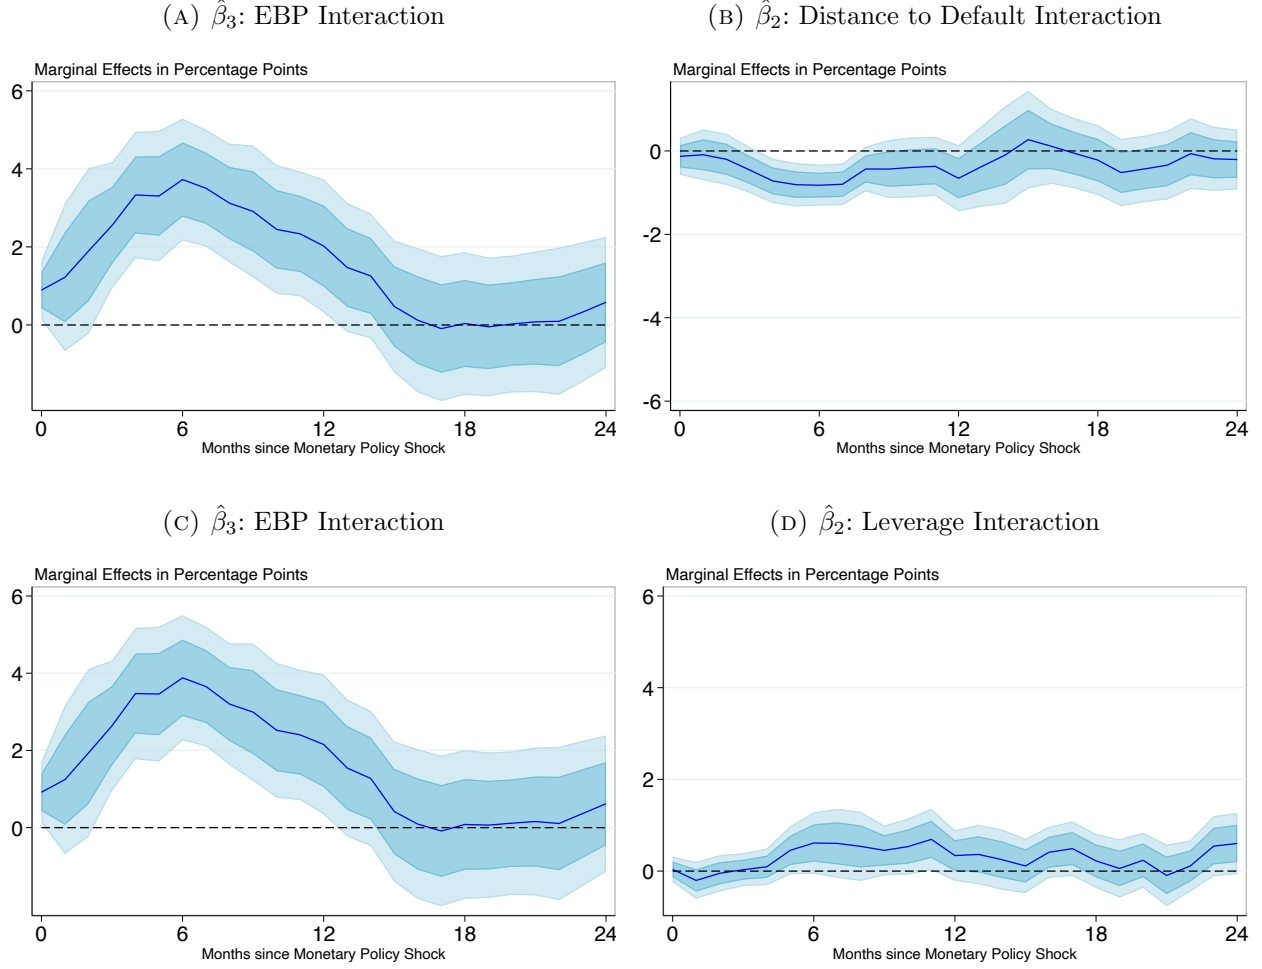 (A) β̂₃: EBP Interaction
Marginal Effects in Percentage Points
6
4
2
0
0 6 12 18 24
Months since Monetary Policy Shock
(B) β̂₂: Distance to Default Interaction
Marginal Effects in Percentage Points
0
-2
-4
-6
0 6 12 18 24
Months since Monetary Policy Shock
(C) β̂₃: EBP Interaction
Marginal Effects in Percentage Points
6
4
2
0
0 6 12 18 24
Months since Monetary Policy Shock
(D) β̂₂: Leverage Interaction
Marginal Effects in Percentage Points
6
4
2
0
0 6 12 18 24
Months since Monetary Policy Shock